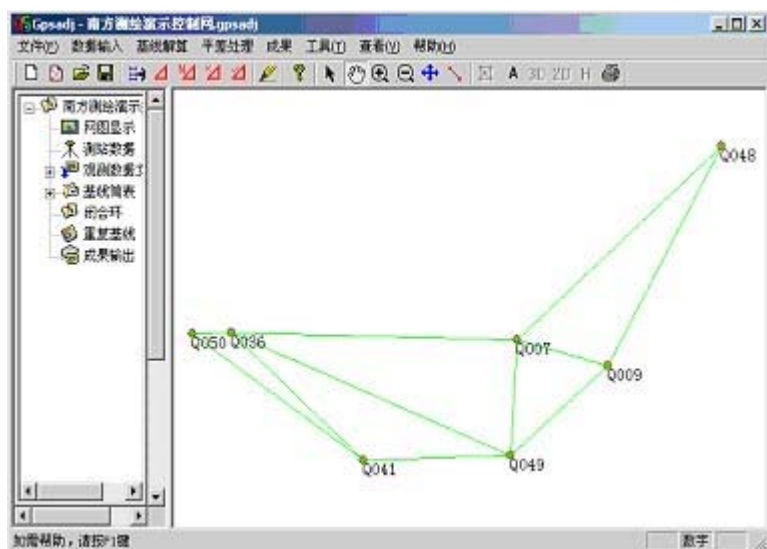 Gpsadj - 南方测绘演示控制网.gpsadj
文件(F) 数据输入 基线解算 平差处理 成果 工具(T) 查看(V) 帮助(H)
A 3D 2D H
南方测绘演示
网图显示
测站数据
观测数据文
基线简表
闭合环
重复基线
成果输出
Q048
Q050 Q036
Q007
Q009
Q041
Q049
如需帮助，请按F1键
数字